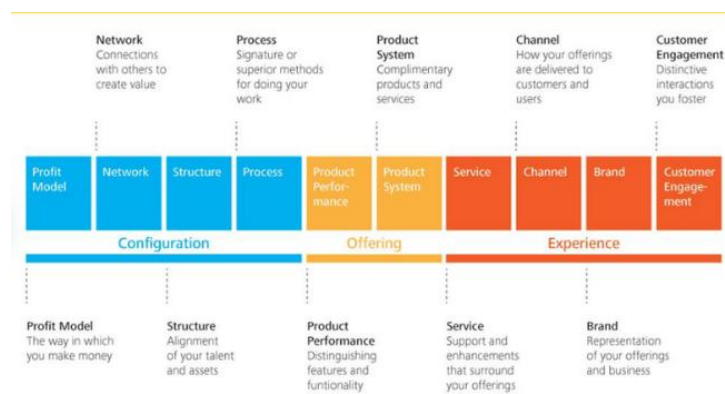 Network
Connections
with others to
create value
Process
Signature or
superior methods
for doing your
work
Product
System
Complimentary
products and
services
Channel
How your offerings
are delivered to
customers and
users
Customer
Engagement
Distinctive
interactions
you foster
Profit
Model
Network
Structure
Process
Product
Perfor-
mance
Product
System
Service
Channel
Brand
Customer
Engage-
ment
Configuration
Offering
Experience
Profit Model
The way in which
you make money
Structure
Alignment
of your talent
and assets
Product
Performance
Distinguishing
features and
funtionality
Service
Support and
enhancements
that surround
your offerings
Brand
Representation
of your offerings
and business